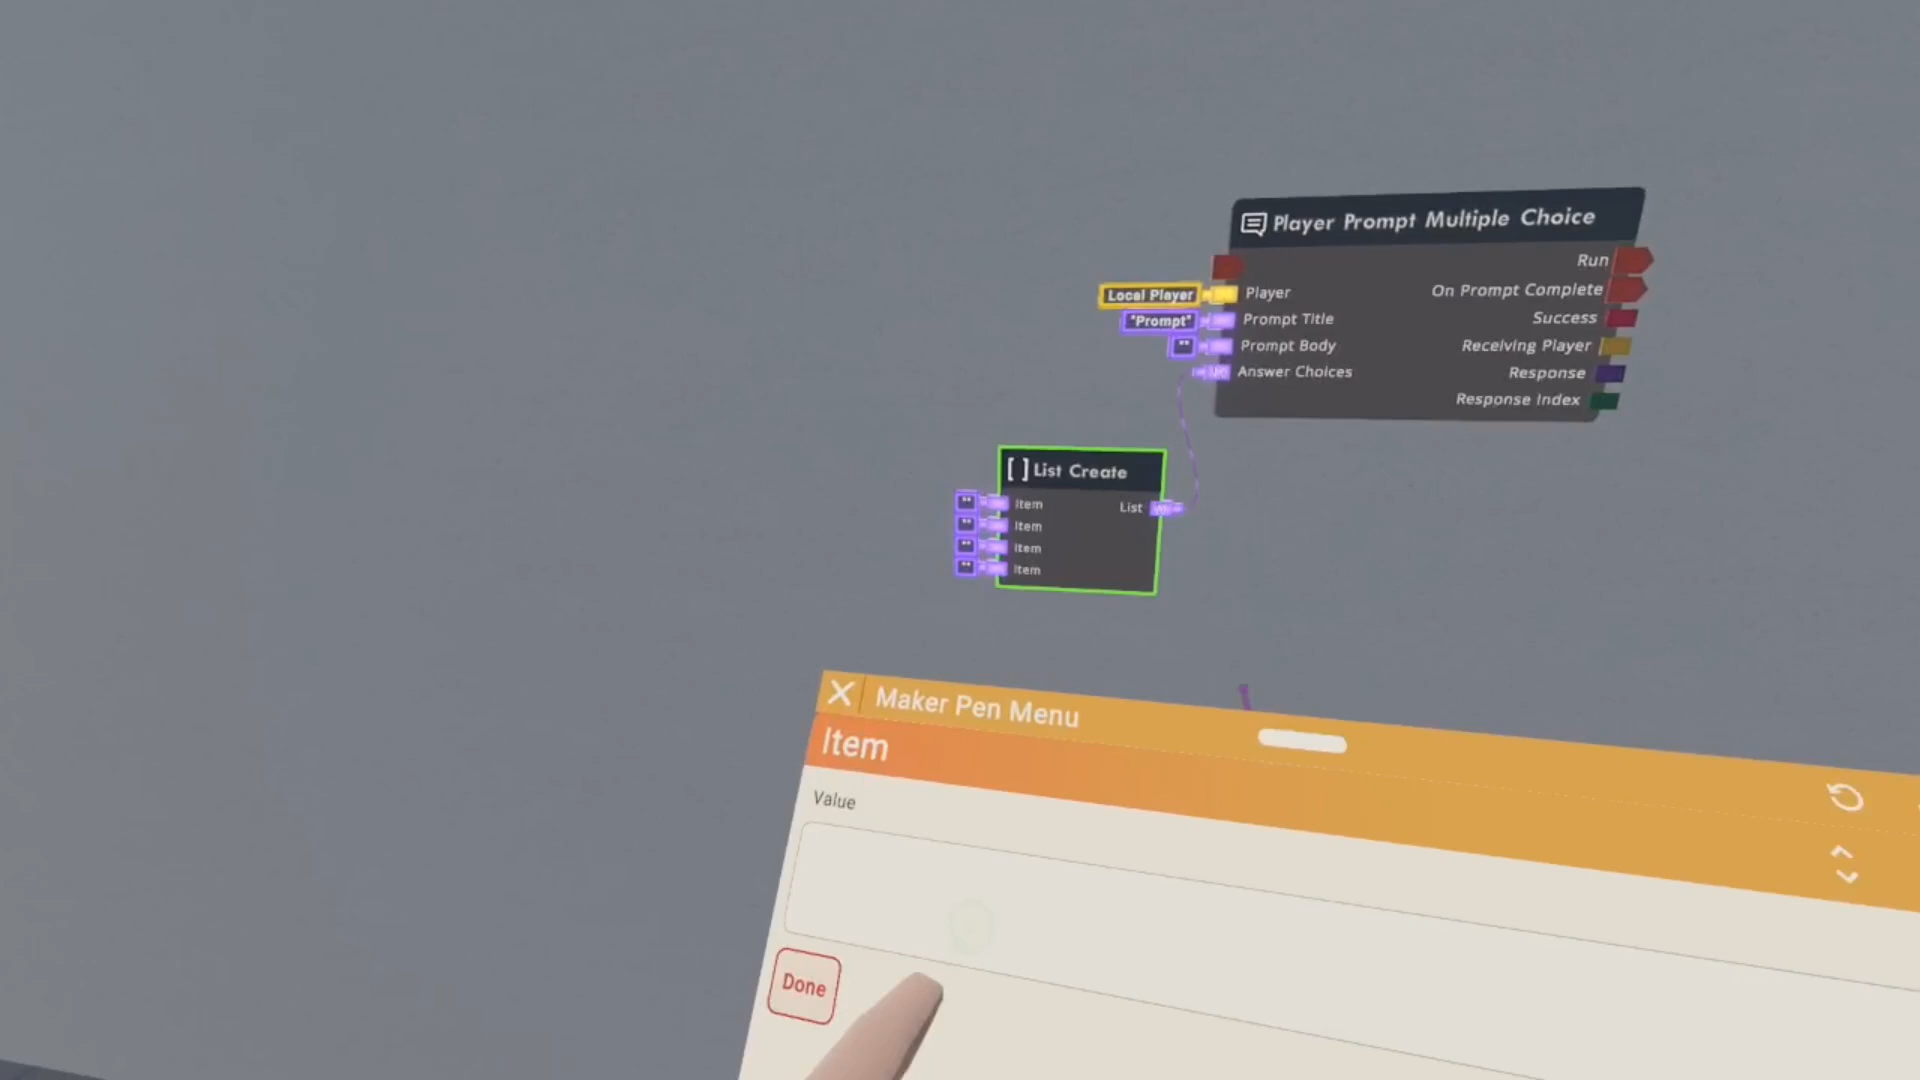 Player Prompt Multiple Choice
Run
Local Player
Player
On Prompt Complete
"Prompt"
Prompt Title
Success
""
Prompt Body
Receiving Player
Answer Choices
Response
Response Index
[ ] List Create
""
Item
List
""
Item
""
Item
""
Item
Maker Pen Menu
Item
Value
Done